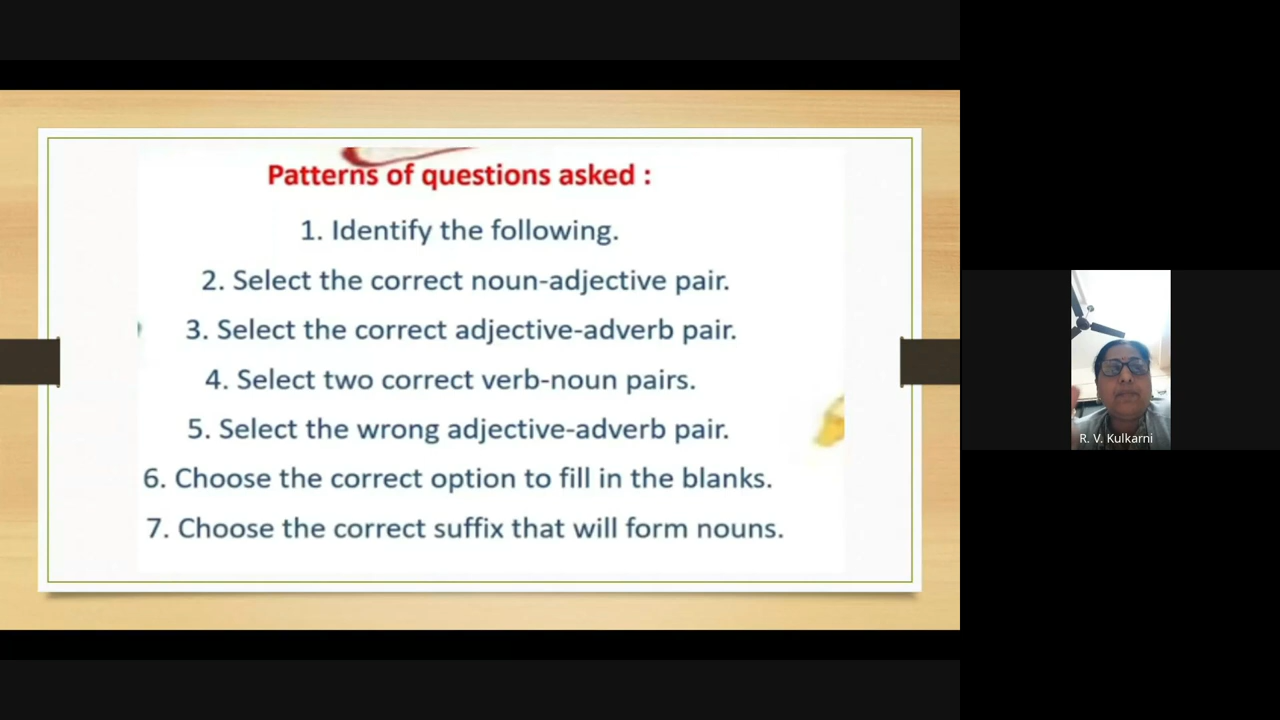 Patterns of questions asked :
1. Identify the following.
2. Select the correct noun-adjective pair.
3. Select the correct adjective-adverb pair.
4. Select two correct verb-noun pairs.
5. Select the wrong adjective-adverb pair.
6. Choose the correct option to fill in the blanks.
7. Choose the correct suffix that will form nouns.
R. V. Kulkarni